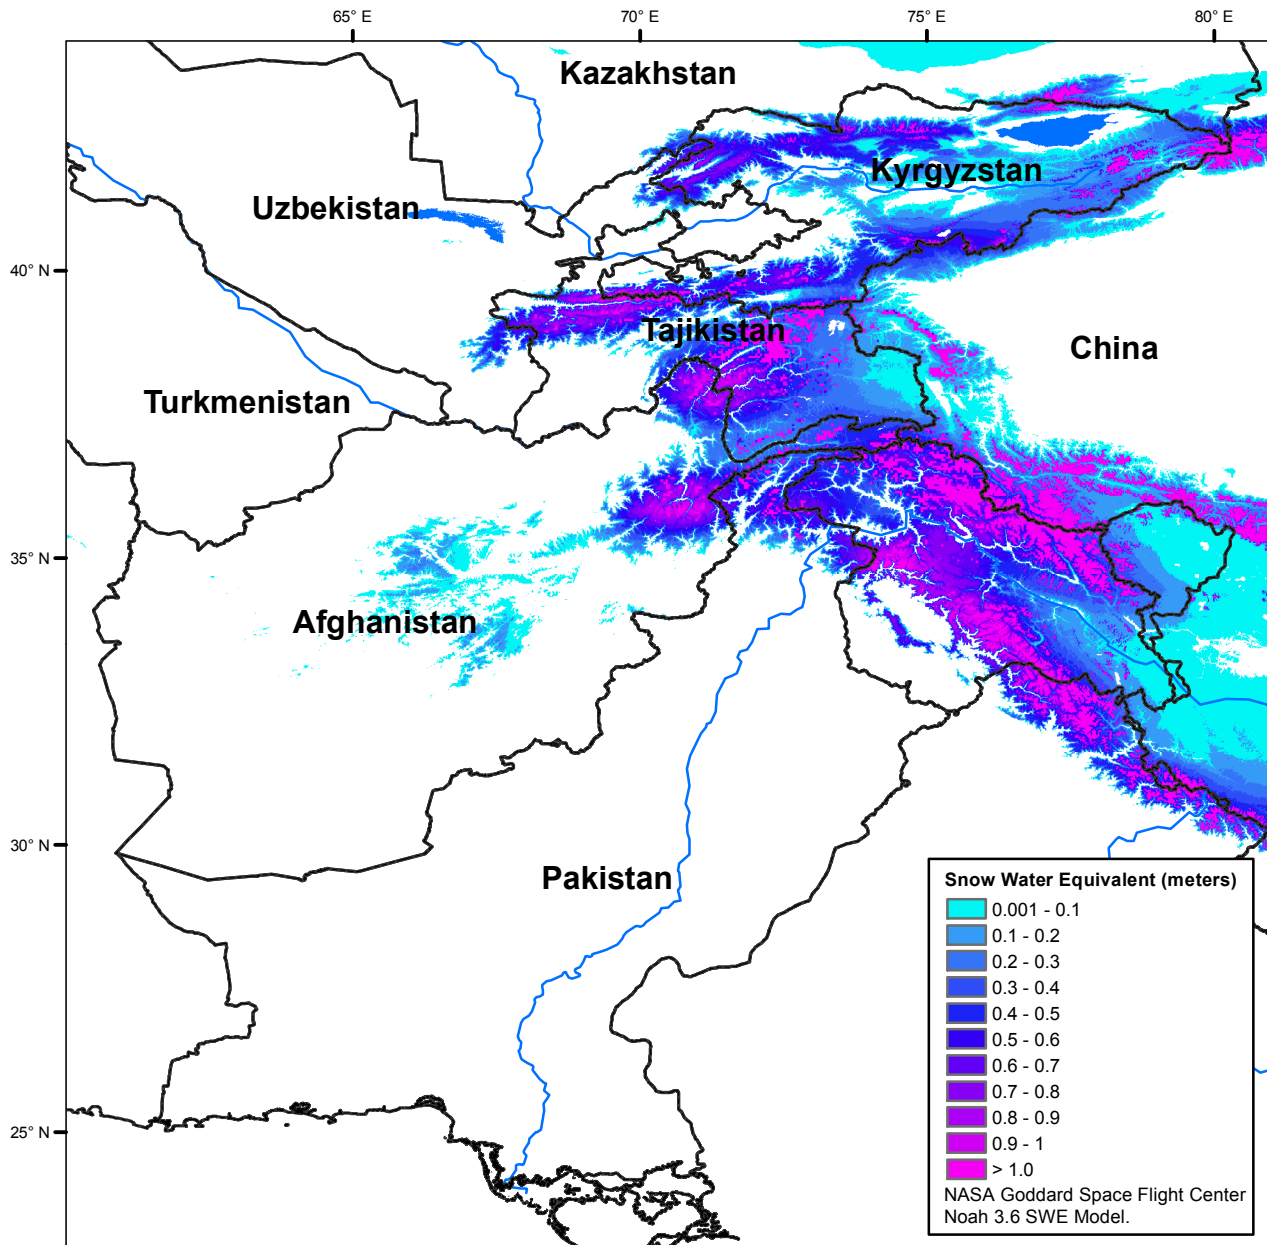 65° E
70° E
75° E
80° E
Kazakhstan
Kyrgyzstan
Uzbekistan
40° N
Tajikistan
China
Turkmenistan
35° N
Afghanistan
30° N
Pakistan
25° N
Snow Water Equivalent (meters)
0.001 - 0.1
0.1 - 0.2
0.2 - 0.3
0.3 - 0.4
0.4 - 0.5
0.5 - 0.6
0.6 - 0.7
0.7 - 0.8
0.8 - 0.9
0.9 - 1
> 1.0
NASA Goddard Space Flight Center
Noah 3.6 SWE Model.